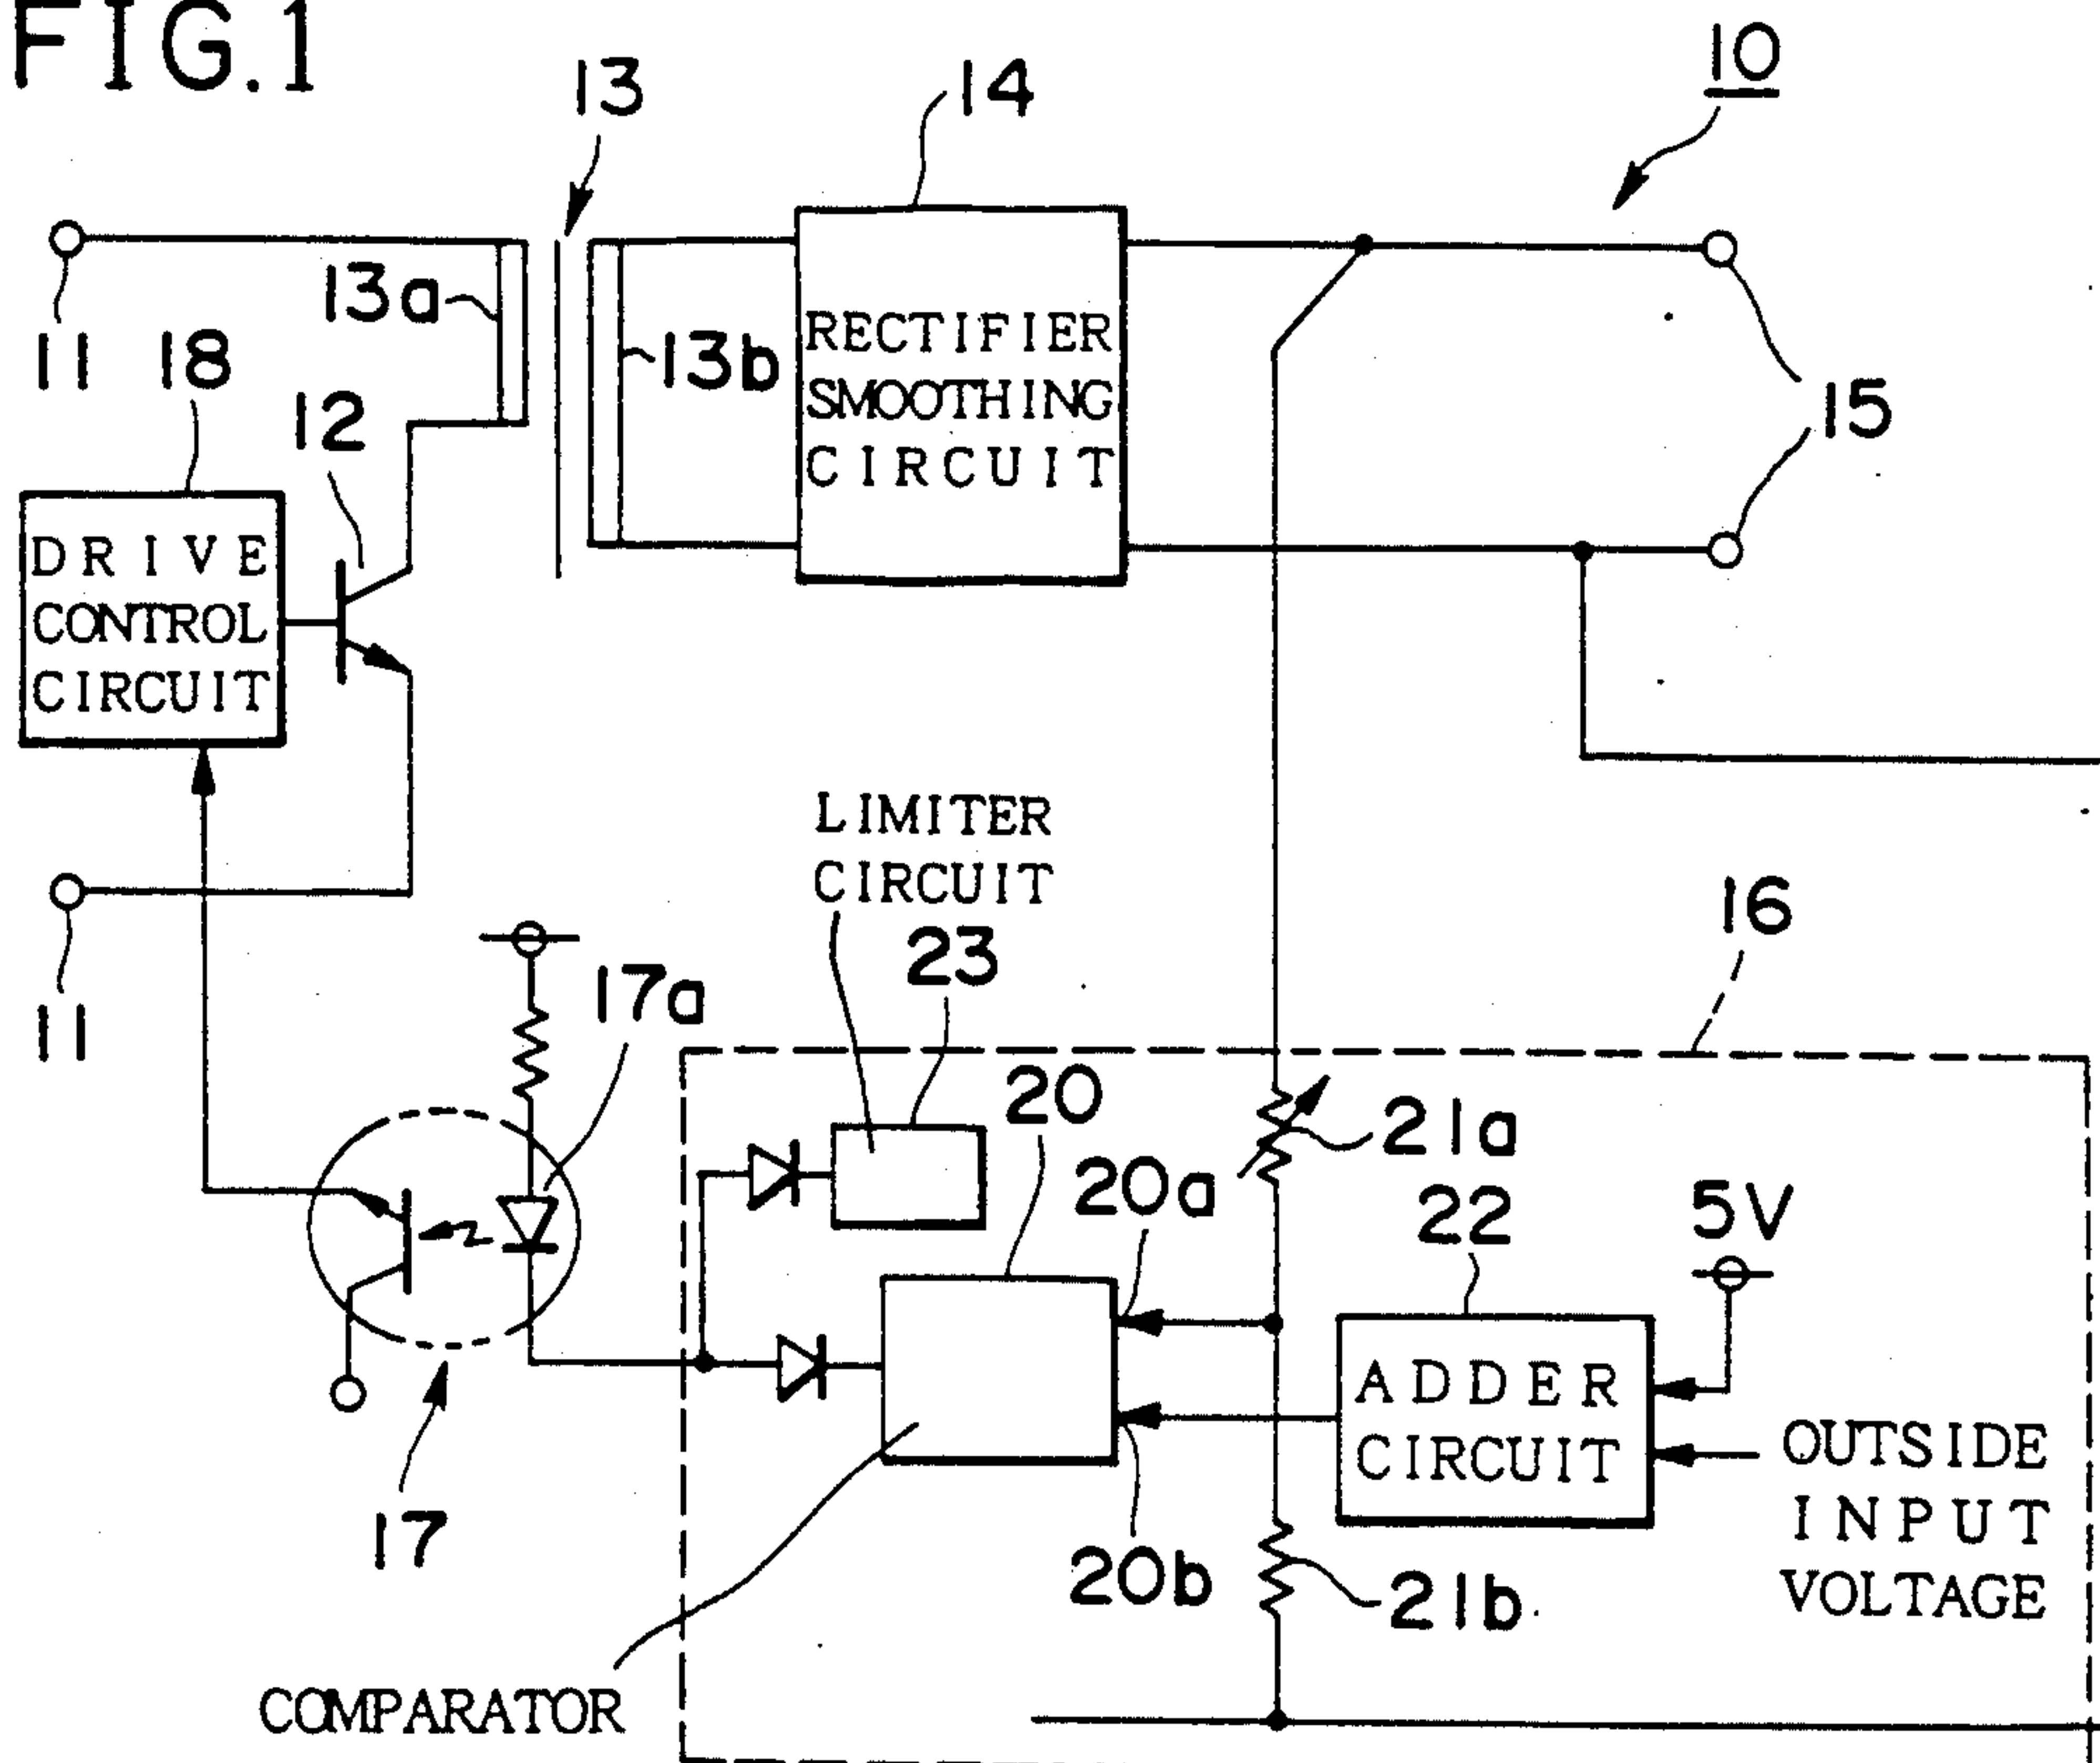 FIG.1
10
13
14
13a
13b
11
18
12
RECTIFIER
SMOOTHING
CIRCUIT
15
DRIVE
CONTROL
CIRCUIT
LIMITER
CIRCUIT
23
16
11
17a
20
21a
20a
22
5V
ADDER
CIRCUIT
OUTSIDE
INPUT
VOLTAGE
17
20b
21b
COMPARATOR